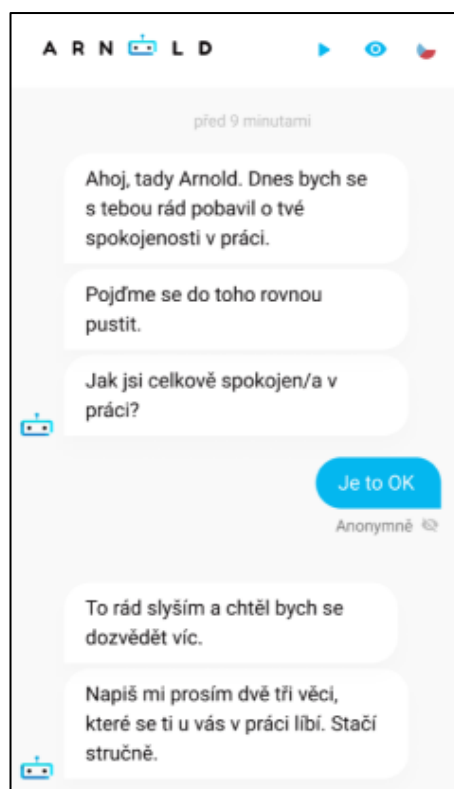 ARNOLD
před 9 minutami
Ahoj, tady Arnold. Dnes bych se
s tebou rád pobavil o tvé
spokojenosti v práci.
Pojďme se do toho rovnou
pustit.
Jak jsi celkově spokojen/a v
práci?
Je to OK
Anonymně
To rád slyším a chtěl bych se
dozvědět víc.
Napiš mi prosím dvě tři věci,
které se ti u vás v práci líbí. Stačí
stručně.